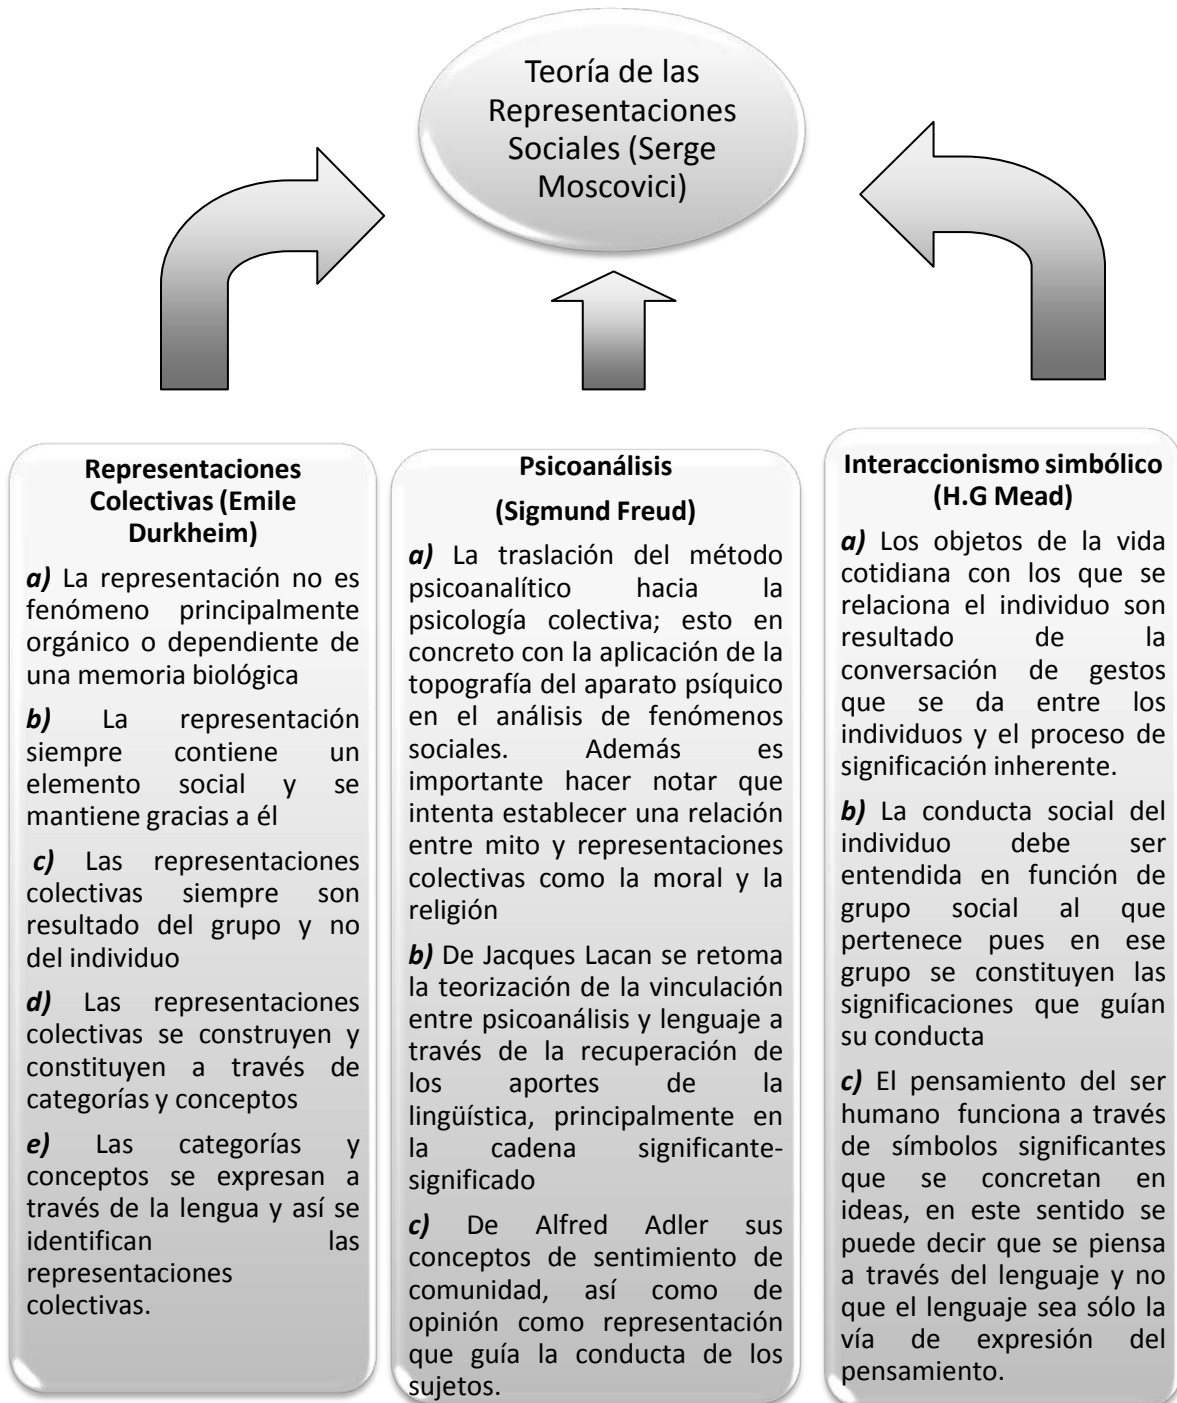 Teoría de las
Representaciones
Sociales (Serge
Moscovici)
Representaciones
Colectivas (Emile
Durkheim)
a) La representación no es
fenómeno principalmente
orgánico o dependiente de
una memoria biológica
b) La representación
siempre contiene un
elemento social y se
mantiene gracias a él
c) Las representaciones
colectivas siempre son
resultado del grupo y no
del individuo
d) Las representaciones
colectivas se construyen y
constituyen a través de
categorías y conceptos
e) Las categorías y
conceptos se expresan a
través de la lengua y así se
identifican las
representaciones
colectivas.
Psicoanálisis
(Sigmund Freud)
a) La traslación del método
psicoanalítico hacia la
psicología colectiva; esto en
concreto con la aplicación de la
topografía del aparato psíquico
en el análisis de fenómenos
sociales. Además es
importante hacer notar que
intenta establecer una relación
entre mito y representaciones
colectivas como la moral y la
religión
b) De Jacques Lacan se retoma
la teorización de la vinculación
entre psicoanálisis y lenguaje a
través de la recuperación de
los aportes de la
lingüística, principalmente en
la cadena significante-
significado
c) De Alfred Adler sus
conceptos de sentimiento de
comunidad, así como de
opinión como representación
que guía la conducta de los
sujetos.
Interaccionismo simbólico
(H.G Mead)
a) Los objetos de la vida
cotidiana con los que se
relaciona el individuo son
resultado de la
conversación de gestos
que se da entre los
individuos y el proceso de
significación inherente.
b) La conducta social del
individuo debe ser
entendida en función de
grupo social al que
pertenece pues en ese
grupo se constituyen las
significaciones que guían
su conducta
c) El pensamiento del ser
humano funciona a través
de símbolos significantes
que se concretan en
ideas, en este sentido se
puede decir que se piensa
a través del lenguaje y no
que el lenguaje sea sólo la
vía de expresión del
pensamiento.